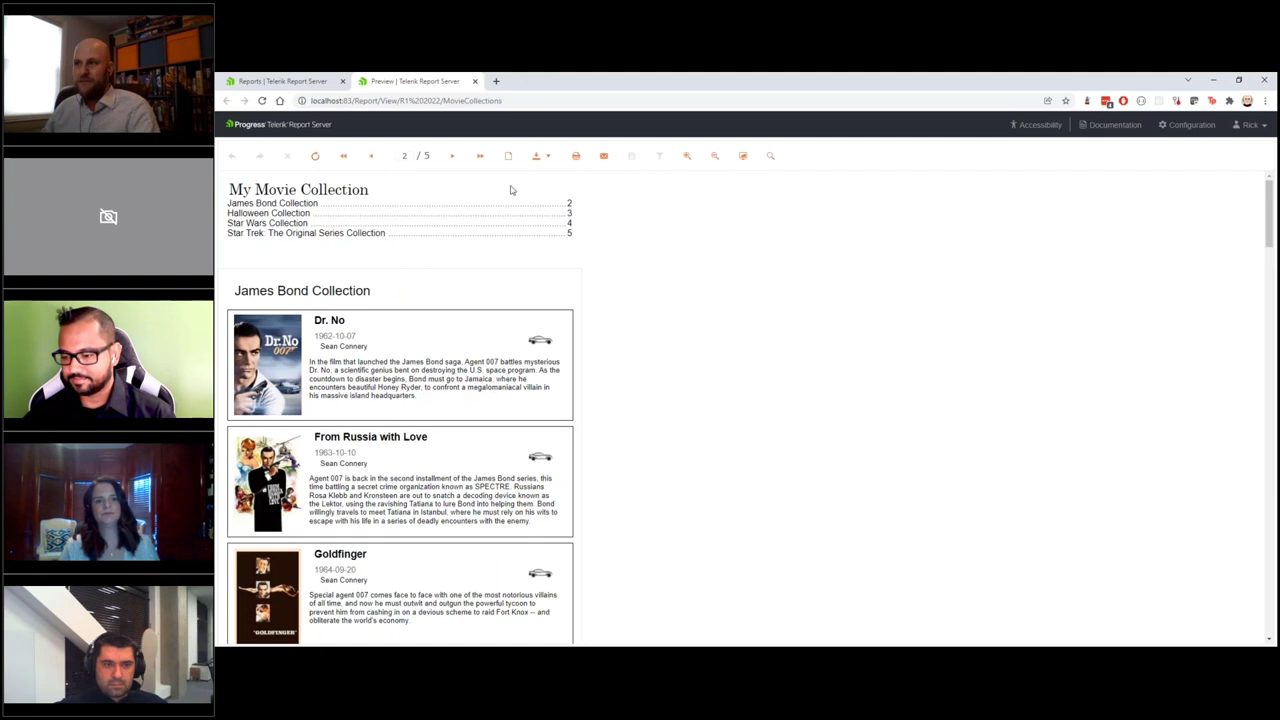 Reports | Telerik Report Server
Preview | Telerik Report Server
localhost:83/Report/View/R1%202022/MovieCollections
Progress Telerik Report Server
Accessibility
Documentation
Configuration
Rick
2 / 5
My Movie Collection
James Bond Collection 2
Halloween Collection 3
Star Wars Collection 4
Star Trek: The Original Series Collection 5
James Bond Collection
Dr. No
1962-10-07
Sean Connery
In the film that launched the James Bond saga, Agent 007 battles mysterious
Dr. No, a scientific genius bent on destroying the U.S. space program. As the
countdown to disaster begins, Bond must go to Jamaica, where he
encounters beautiful Honey Ryder, to confront a megalomaniacal villain in
his massive island headquarters.
Dr.No
007
From Russia with Love
1963-10-10
Sean Connery
Agent 007 is back in the second installment of the James Bond series, this
time battling a secret crime organization known as SPECTRE. Russians
Rosa Klebb and Kronsteen are out to snatch a decoding device known as
the Lektor, using the ravishing Tatiana to lure Bond into helping them. Bond
willingly travels to meet Tatiana in Istanbul, where he must rely on his wits to
escape with his life in a series of deadly encounters with the enemy.
Goldfinger
1964-09-20
Sean Connery
Special agent 007 comes face to face with one of the most notorious villains
of all time, and now he must outwit and outgun the powerful tycoon to
prevent him from cashing in on a devious scheme to raid Fort Knox -- and
obliterate the world's economy.
"GOLDFINGER"